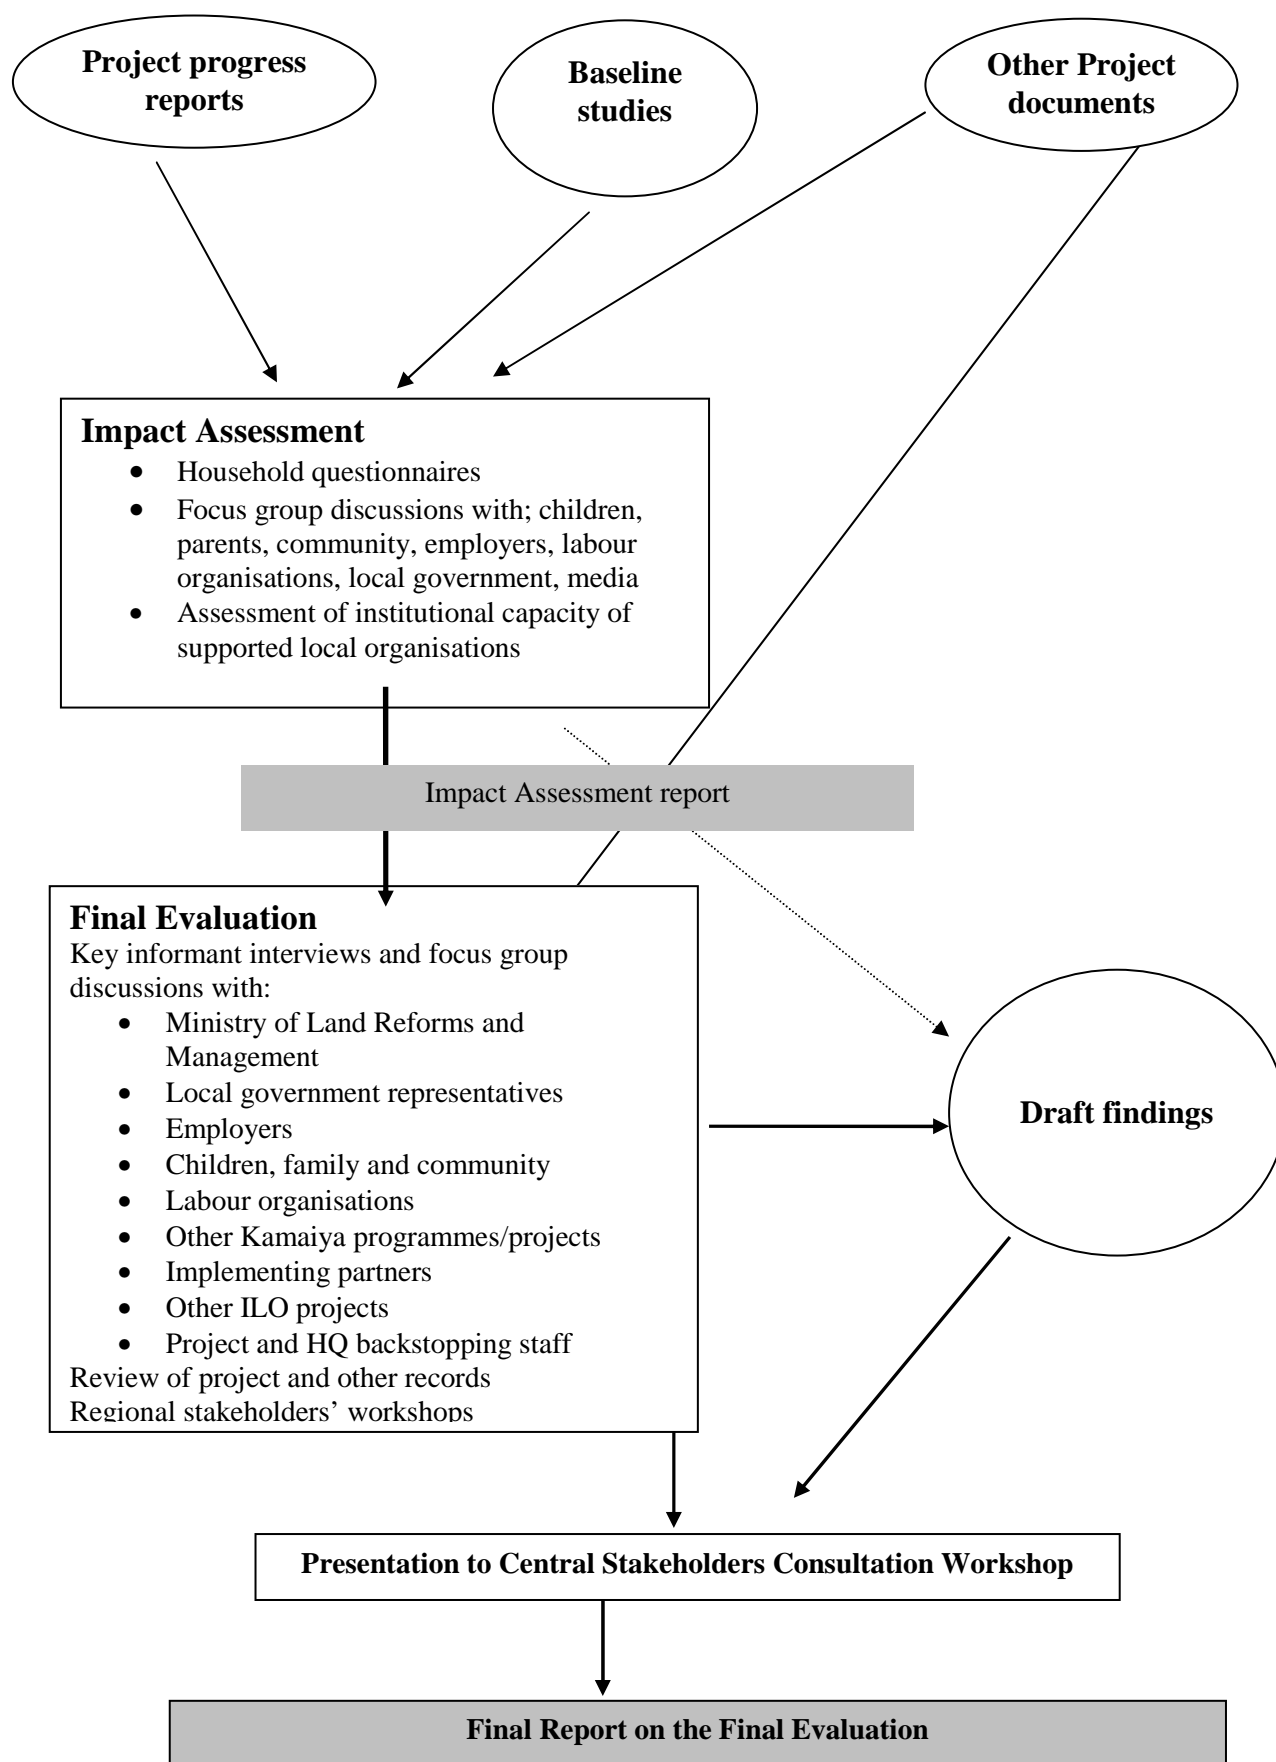 Project progress
reports
Baseline
studies
Other Project
documents
Impact Assessment
• Household questionnaires
• Focus group discussions with; children,
parents, community, employers, labour
organisations, local government, media
• Assessment of institutional capacity of
supported local organisations
Impact Assessment report
Final Evaluation
Key informant interviews and focus group
discussions with:
• Ministry of Land Reforms and
Management
• Local government representatives
• Employers
• Children, family and community
• Labour organisations
• Other Kamaiya programmes/projects
• Implementing partners
• Other ILO projects
• Project and HQ backstopping staff
Review of project and other records
Regional stakeholders’ workshops
Draft findings
Presentation to Central Stakeholders Consultation Workshop
Final Report on the Final Evaluation